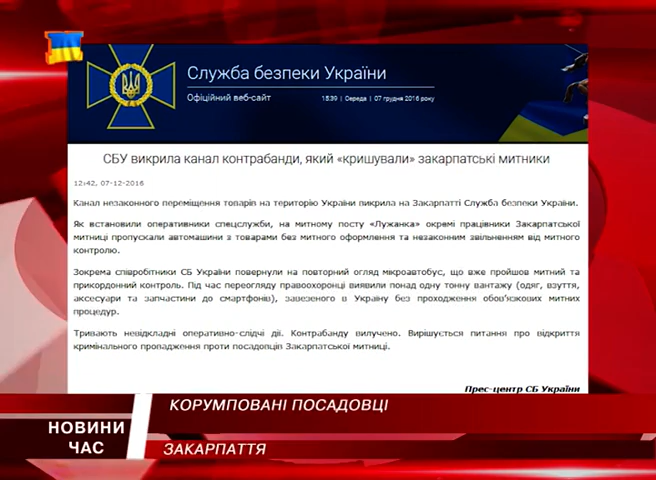 Служба безпеки України
Офіційний веб-сайт
15:39 | Середа | 07 грудня 2016 року
СБУ викрила канал контрабанди, який «кришували» закарпатські митники
12:42, 07-12-2016
Канал незаконного переміщення товарів на територію України викрила на Закарпатті Служба безпеки України.
Як встановили оперативники спецслужби, на митному посту «Лужанка» окремі працівники Закарпатської
митниці пропускали автомашини з товарами без митного оформлення та незаконним звільненням від митного
контролю.
Зокрема співробітники СБ України повернули на повторний огляд мікроавтобус, що вже пройшов митний та
прикордонний контроль. Під час переогляду правоохоронці виявили понад одну тонну вантажу (одяг, взуття,
аксесуари та запчастини до смартфонів), завезеного в Україну без проходження обов'язкових митних
процедур.
Тривають невідкладні оперативно-слідчі дії. Контрабанду вилучено. Вирішується питання про відкриття
кримінального провадження проти посадовців Закарпатської митниці.
Прес-центр СБ України
КОРУМПОВАНІ ПОСАДОВЦІ
НОВИНИ
ЧАС
ЗАКАРПАТТЯ